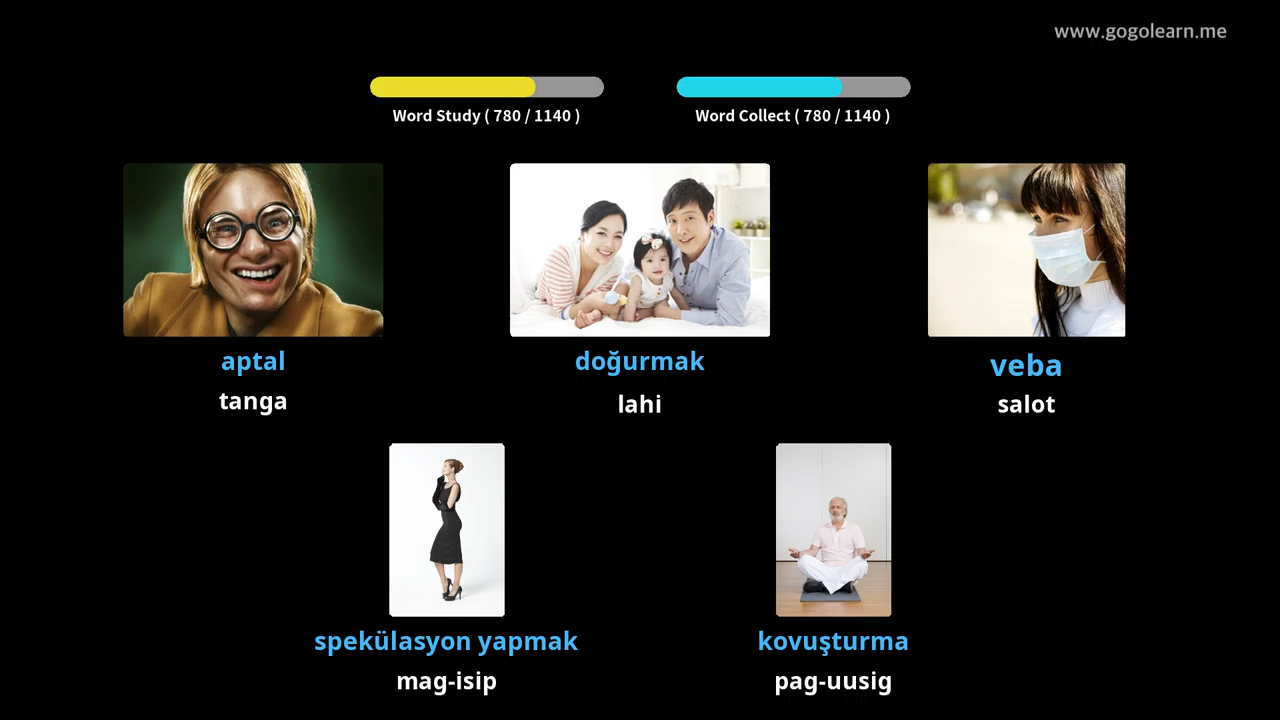 www.gogolearn.me
Word Study ( 780 / 1140 )
Word Collect ( 780 / 1140 )
aptal
tanga
doğurmak
lahi
veba
salot
spekülasyon yapmak
mag-isip
kovuşturma
pag-uusig